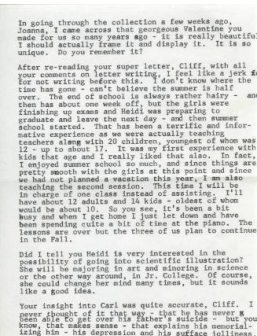 In going through the collection a few weeks ago,
Joanna, I came across that gorgeous Valentine you
made for us so many years ago - it is really beautiful
I should actually frame it and display it. It is so
unique. Do you remember it?
After re-reading your super letter, Cliff, with all
your comments on letter writing, I feel like a jerk
for not writing before this. I don't know where the
time has gone - can't believe the summer is half
over. The end of school is always rather hairy - and
then has about one week off, but the girls were
finishing up exams and Heidi was preparing to
graduate and leave the next day - and then summer
school started. That has been a terrific and infor-
mative experience as we were actually teaching
teachers along with 20 children, youngest of whom was
12 - up to about 17. It was my first experience with
kids that age and I really liked that also. In fact,
I enjoyed summer school so much, and since things are
pretty smooth with the girls at this point and since
we had not planned a vacation this year, I am also
teaching the second session. This time I will be
in charge of one class instead of assisting. I'll
have about 12 adults and 14 kids - oldest of whom
would be about 10. So you see, it's been a bit
busy and when I get home I just let down and have
been spending quite a bit of time at the piano. The
lessons are over but the three of us plan to continue
in the Fall.
Did I tell you Heidi is very interested in the
possibility of going into scientific illustration?
She will be majoring in art and minoring in science
or the other way around, in Jr. College. Of course,
she could change her mind many times, but it sounds
like a good idea.
Your insight into Carl was quite accurate, Cliff. I
never thought of it that way - that he has never
been able to get over his father's suicide - but you
know, that makes sense - that explains his memorial-
izing him - his depression and his surface jolliness